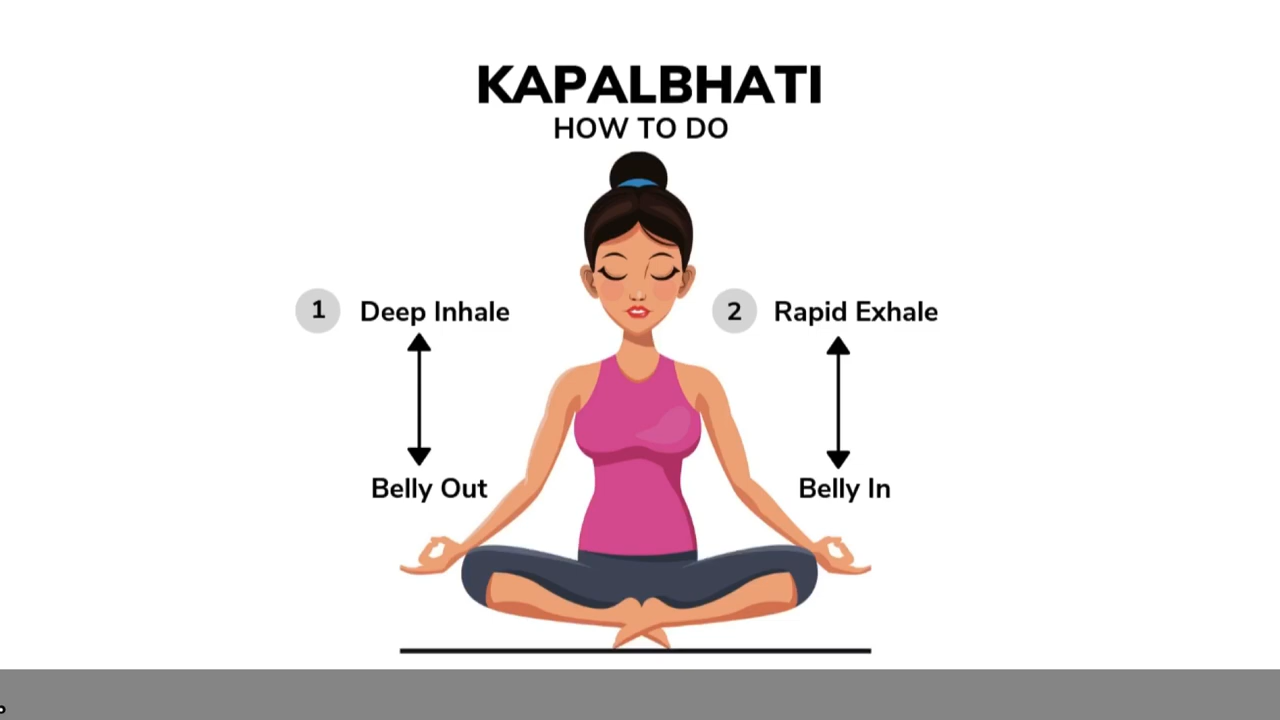 KAPALBHATI
HOW TO DO
1 Deep Inhale
Belly Out
2 Rapid Exhale
Belly In